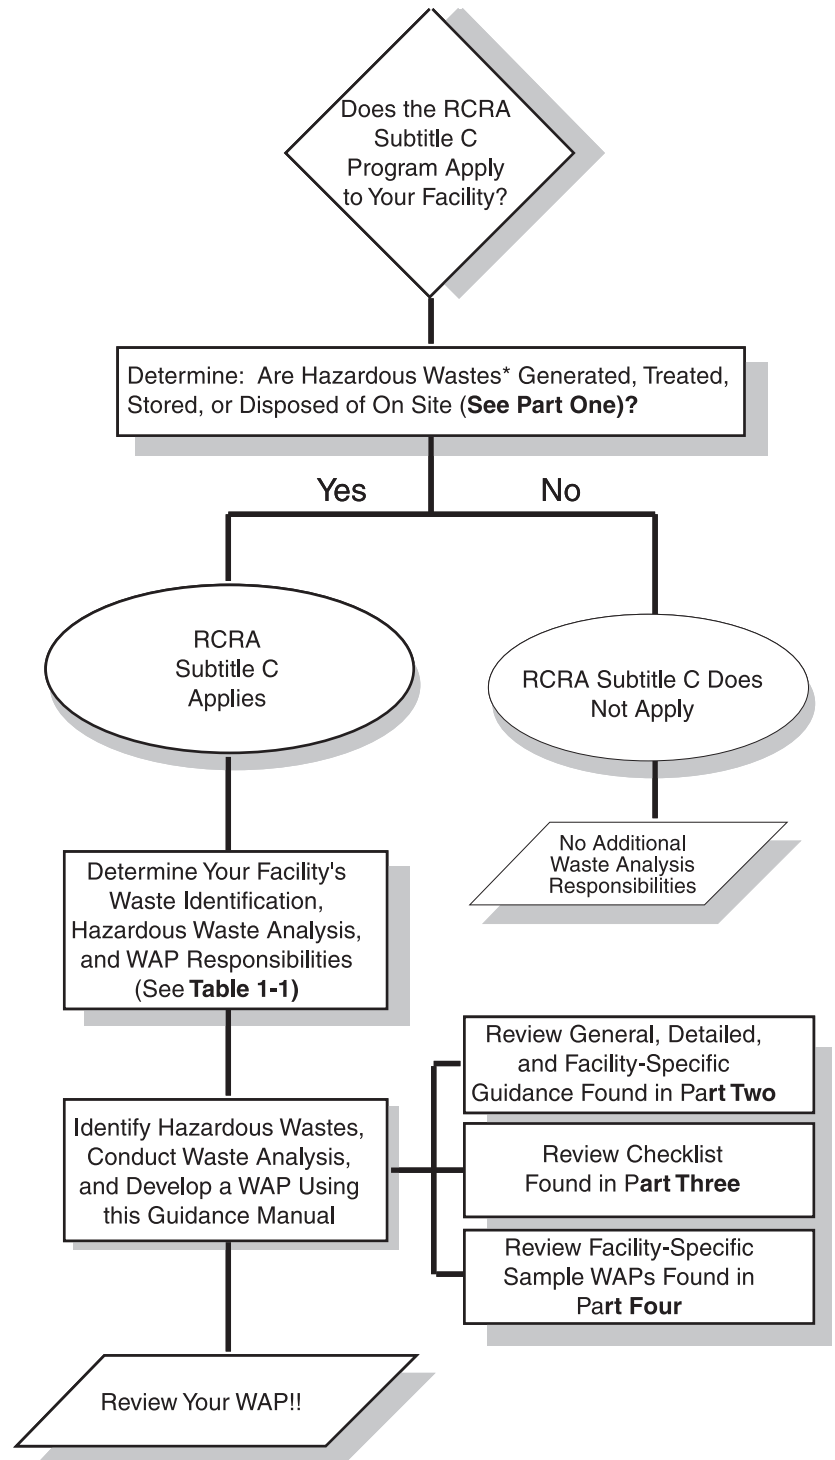 Does the RCRA
Subtitle C
Program Apply
to Your Facility?
Determine: Are Hazardous Wastes* Generated, Treated,
Stored, or Disposed of On Site (See Part One)?
Yes
No
RCRA
Subtitle C
Applies
RCRA Subtitle C Does
Not Apply
No Additional
Waste Analysis
Responsibilities
Determine Your Facility's
Waste Identification,
Hazardous Waste Analysis,
and WAP Responsibilities
(See Table 1-1)
Identify Hazardous Wastes,
Conduct Waste Analysis,
and Develop a WAP Using
this Guidance Manual
Review General, Detailed,
and Facility-Specific
Guidance Found in Part Two
Review Checklist
Found in Part Three
Review Facility-Specific
Sample WAPs Found in
Part Four
Review Your WAP!!